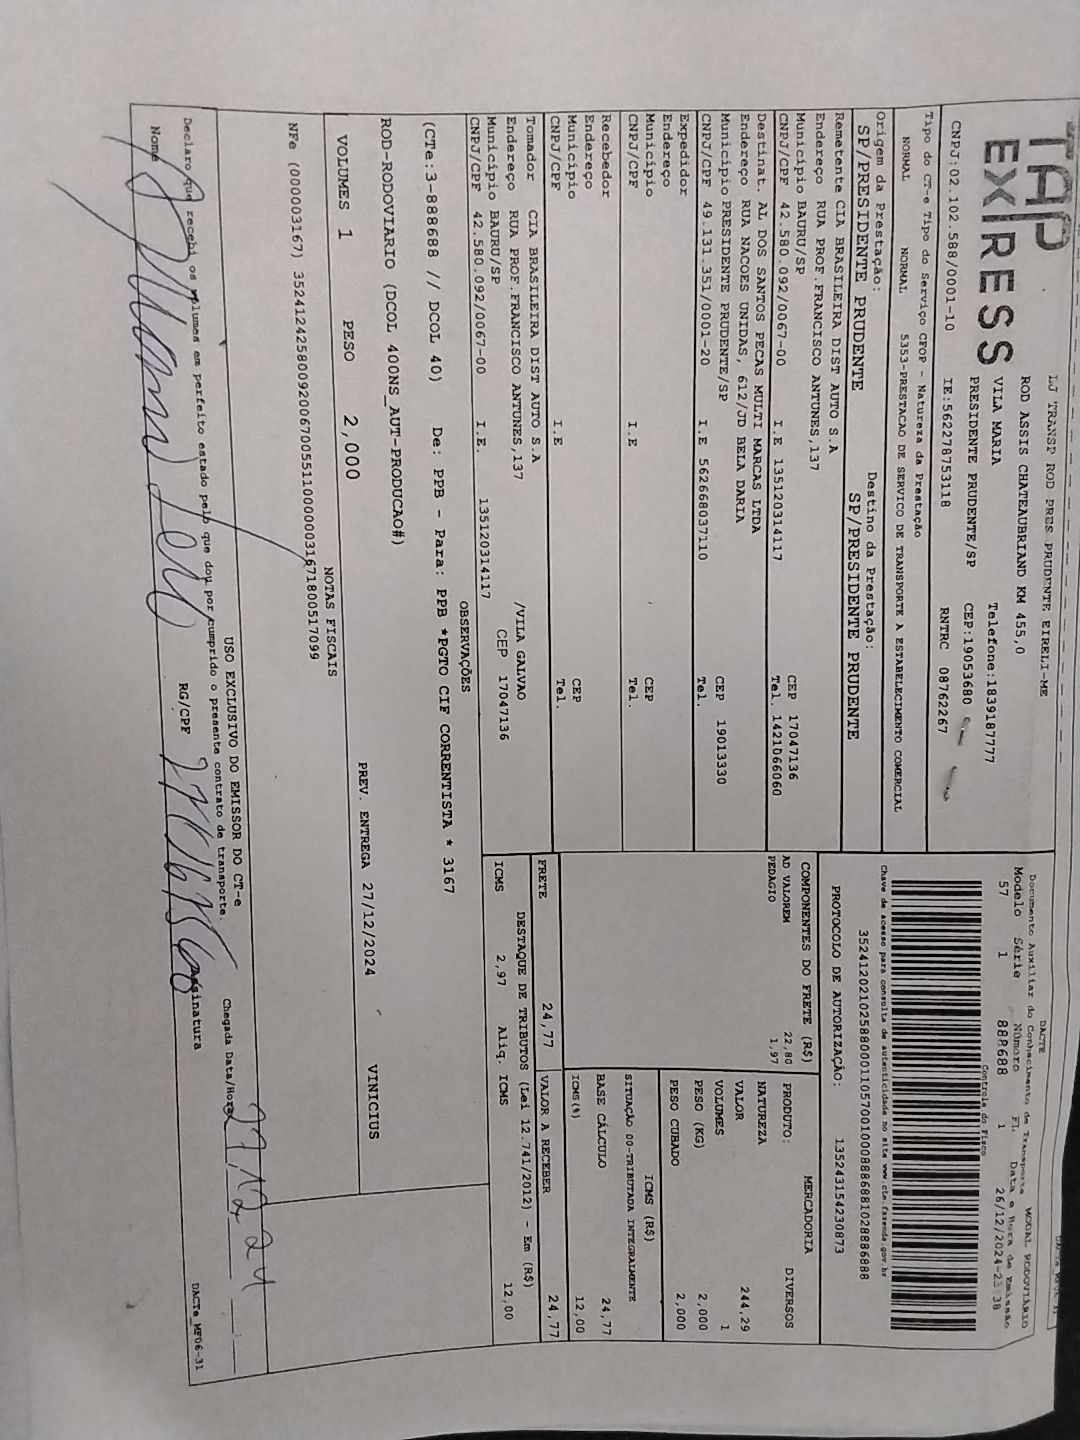 TAP
EXPRESS
LJ TRANSP ROD PRES PRUDENTE EIRELI-ME
ROD ASSIS CHATEAUBRIAND KM 455,0
VILA MARIA Telefone:1839187777
PRESIDENTE PRUDENTE/SP CEP:19053680
CNPJ:02.102.588/0001-10 IE:562278753118 RNTRC 08762267
DACTE
Documento Auxiliar do Conhecimento de Transporte MODAL RODOVIÁRIO
Modelo Série Número Fl. Data e Hora de Emissão
57 1 888688 1 26/12/2024-23:38
Controle do Fisco
Tipo do CT-e Tipo do Serviço CFOP - Natureza da Prestação
NORMAL NORMAL 5353-PRESTACAO DE SERVICO DE TRANSPORTE A ESTABELECIMENTO COMERCIAL
Chave de acesso para consulta de autenticidade no site www.cte.fazenda.gov.br
Origem da Prestação: Destino da Prestação:
SP/PRESIDENTE PRUDENTE SP/PRESIDENTE PRUDENTE
PROTOCOLO DE AUTORIZAÇÃO: 135243154230873
Remetente CIA BRASILEIRA DIST AUTO S.A
Endereço RUA PROF.FRANCISCO ANTUNES,137
Município BAURU/SP CEP 17047136
CNPJ/CPF 42.580.092/0067-00 I.E 135120314117 Tel. 1421066060
Destinat. AL DOS SANTOS PECAS MULTI MARCAS LTDA
Endereço RUA NACOES UNIDAS, 612/JD BELA DARIA
Município PRESIDENTE PRUDENTE/SP CEP 19013330
CNPJ/CPF 49.131.351/0001-20 I.E 562668037110 Tel.
Expedidor
Endereço
Município CEP
CNPJ/CPF I.E Tel.
Recebedor
Endereço
Município CEP
CNPJ/CPF I.E Tel.
Tomador CIA BRASILEIRA DIST AUTO S.A
Endereço RUA PROF.FRANCISCO ANTUNES,137 /VILA GALVAO
Município BAURU/SP CEP 17047136
CNPJ/CPF 42.580.092/0067-00 I.E. 135120314117
COMPONENTES DO FRETE (R$)
AD VALOREM 22,80
PEDAGIO 1,97
PRODUTO: MERCADORIA
NATUREZA DIVERSOS
VALOR 244,29
VOLUMES 1
PESO (KG) 2,000
PESO CUBADO 2,000
ICMS (R$)
SITUAÇÃO 00-TRIBUTADA INTEGRALMENTE
BASE CÁLCULO 24,77
ICMS(%) 12,00
FRETE 24,77 VALOR A RECEBER 24,77
DESTAQUE DE TRIBUTOS (Lei 12.741/2012) - Em (R$)
ICMS 2,97 Aliq. ICMS 12,00
OBSERVAÇÕES
(CTe:3-888688 // DCOL 40) De: PPB - Para: PPB *PGTO CIF CORRENTISTA * 3167
ROD-RODOVIARIO (DCOL 400NS_AUT-PRODUCAO#)
VOLUMES 1 PESO 2,000 PREV. ENTREGA 27/12/2024 VINICIUS
NOTAS FISCAIS
USO EXCLUSIVO DO EMISSOR DO CT-e
Declaro que recebi os volumes em perfeito estado pelo que dou por cumprido o presente contrato de transporte.
Chegada Data/Hora 27,12,24
Nome RG/CPF Assinatura
DACTe_MF06-31